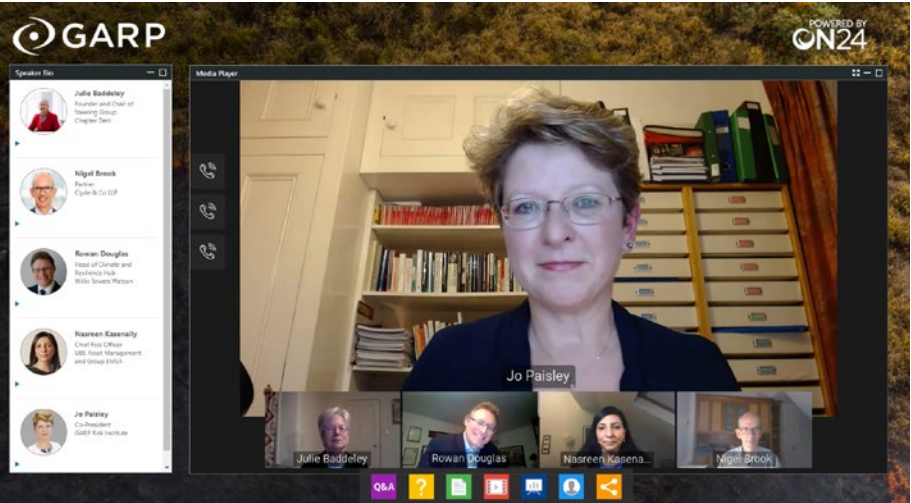 GARP
POWERED BY
ON24
Speaker Bio
Media Player
Julie Baddeley
Founder and Chair of
Steering Group
Chapter Zero
Nigel Brook
Partner
Clyde & Co LLP
Rowan Douglas
Head of Climate and
Resilience Hub
Willis Towers Watson
Nasreen Kasenally
Chief Risk Officer
UBS Asset Management
and Group EMEA
Jo Paisley
Co-President
GARP Risk Institute
Jo Paisley
Julie Baddeley
Rowan Douglas
Nasreen Kasena...
Nigel Brook
Q&A
?